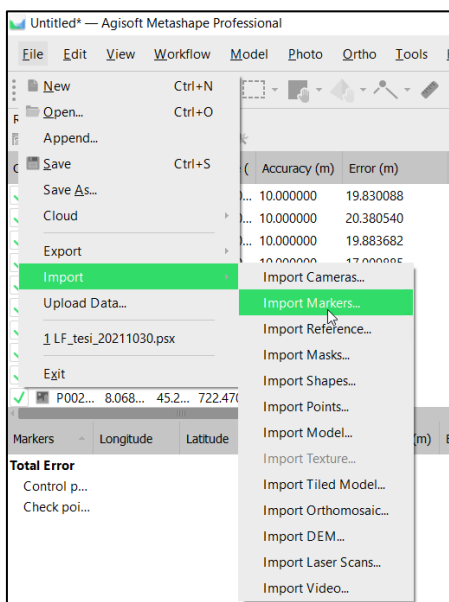 Untitled* — Agisoft Metashape Professional
File Edit View Workflow Model Photo Ortho Tools
New Ctrl+N
Open... Ctrl+O
Append...
Save Ctrl+S
Save As...
Cloud
Export
Import
Upload Data...
1 LF_tesi_20211030.psx
Exit
( Accuracy (m) Error (m)
... 10.000000 19.830088
... 10.000000 20.380540
... 10.000000 19.883682
Import Cameras...
Import Markers...
Import Reference...
Import Masks...
Import Shapes...
Import Points...
Import Model...
Import Texture...
Import Tiled Model...
Import Orthomosaic...
Import DEM...
Import Laser Scans...
Import Video...
P002... 8.068... 45.2... 722.470
Markers Longitude Latitude (m)
Total Error
Control p...
Check poi...